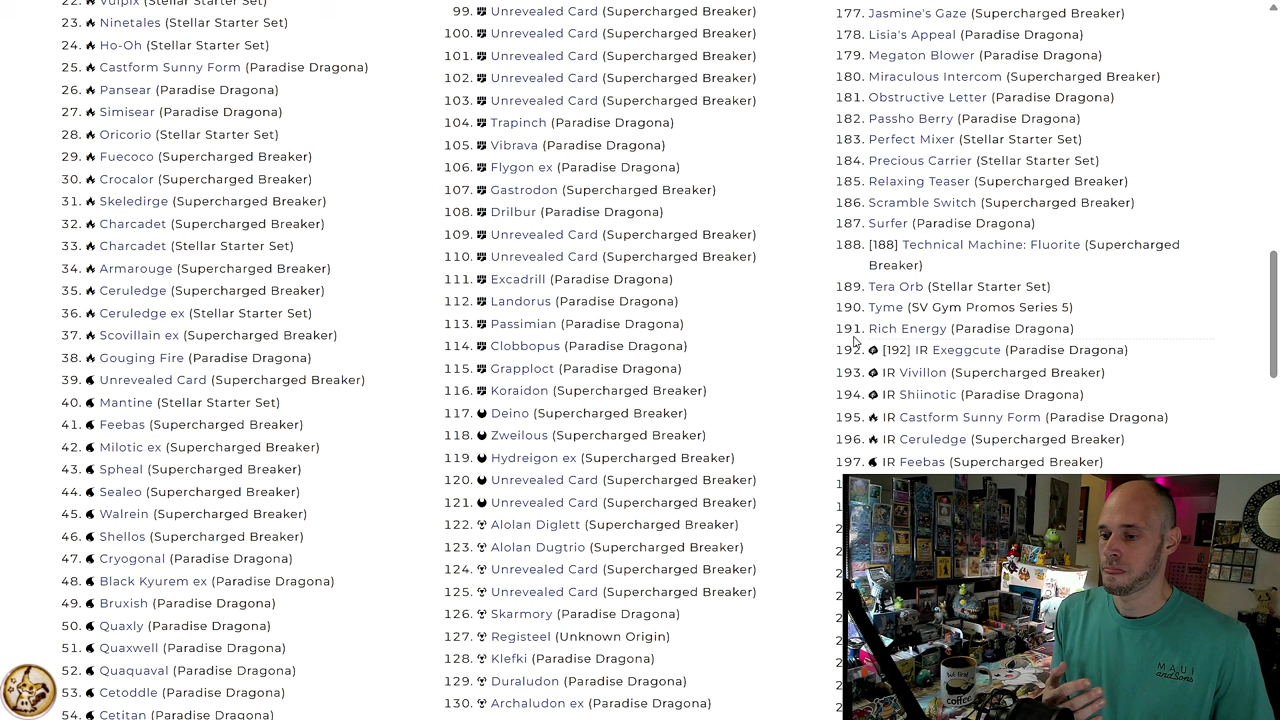 22. Vulpix (Stellar Starter Set)
23. Ninetales (Stellar Starter Set)
24. Ho-Oh (Stellar Starter Set)
25. Castform Sunny Form (Paradise Dragona)
26. Pansear (Paradise Dragona)
27. Simisear (Paradise Dragona)
28. Oricorio (Stellar Starter Set)
29. Fuecoco (Supercharged Breaker)
30. Crocalor (Supercharged Breaker)
31. Skeledirge (Supercharged Breaker)
32. Charcadet (Supercharged Breaker)
33. Charcadet (Stellar Starter Set)
34. Armarouge (Supercharged Breaker)
35. Ceruledge (Supercharged Breaker)
36. Ceruledge ex (Stellar Starter Set)
37. Scovillain ex (Supercharged Breaker)
38. Gouging Fire (Paradise Dragona)
39. Unrevealed Card (Supercharged Breaker)
40. Mantine (Stellar Starter Set)
41. Feebas (Supercharged Breaker)
42. Milotic ex (Supercharged Breaker)
43. Spheal (Supercharged Breaker)
44. Sealeo (Supercharged Breaker)
45. Walrein (Supercharged Breaker)
46. Shellos (Supercharged Breaker)
47. Cryogonal (Paradise Dragona)
48. Black Kyurem ex (Paradise Dragona)
49. Bruxish (Paradise Dragona)
50. Quaxly (Paradise Dragona)
51. Quaxwell (Paradise Dragona)
52. Quaquaval (Paradise Dragona)
53. Cetoddle (Paradise Dragona)
54. Cetitan (Paradise Dragona)
99. Unrevealed Card (Supercharged Breaker)
100. Unrevealed Card (Supercharged Breaker)
101. Unrevealed Card (Supercharged Breaker)
102. Unrevealed Card (Supercharged Breaker)
103. Unrevealed Card (Supercharged Breaker)
104. Trapinch (Paradise Dragona)
105. Vibrava (Paradise Dragona)
106. Flygon ex (Paradise Dragona)
107. Gastrodon (Supercharged Breaker)
108. Drilbur (Paradise Dragona)
109. Unrevealed Card (Supercharged Breaker)
110. Unrevealed Card (Supercharged Breaker)
111. Excadrill (Paradise Dragona)
112. Landorus (Paradise Dragona)
113. Passimian (Paradise Dragona)
114. Clobbopus (Paradise Dragona)
115. Grapploct (Paradise Dragona)
116. Koraidon (Supercharged Breaker)
117. Deino (Supercharged Breaker)
118. Zweilous (Supercharged Breaker)
119. Hydreigon ex (Supercharged Breaker)
120. Unrevealed Card (Supercharged Breaker)
121. Unrevealed Card (Supercharged Breaker)
122. Alolan Diglett (Supercharged Breaker)
123. Alolan Dugtrio (Supercharged Breaker)
124. Unrevealed Card (Supercharged Breaker)
125. Unrevealed Card (Supercharged Breaker)
126. Skarmory (Paradise Dragona)
127. Registeel (Unknown Origin)
128. Klefki (Paradise Dragona)
129. Duraludon (Paradise Dragona)
130. Archaludon ex (Paradise Dragona)
177. Jasmine's Gaze (Supercharged Breaker)
178. Lisia's Appeal (Paradise Dragona)
179. Megaton Blower (Paradise Dragona)
180. Miraculous Intercom (Supercharged Breaker)
181. Obstructive Letter (Paradise Dragona)
182. Passho Berry (Paradise Dragona)
183. Perfect Mixer (Stellar Starter Set)
184. Precious Carrier (Stellar Starter Set)
185. Relaxing Teaser (Supercharged Breaker)
186. Scramble Switch (Supercharged Breaker)
187. Surfer (Paradise Dragona)
188. [188] Technical Machine: Fluorite (Supercharged
Breaker)
189. Tera Orb (Stellar Starter Set)
190. Tyme (SV Gym Promos Series 5)
191. Rich Energy (Paradise Dragona)
192. [192] IR Exeggcute (Paradise Dragona)
193. IR Vivillon (Supercharged Breaker)
194. IR Shiinotic (Paradise Dragona)
195. IR Castform Sunny Form (Paradise Dragona)
196. IR Ceruledge (Supercharged Breaker)
197. IR Feebas (Supercharged Breaker)
MAUI
and Sons
but first
coffee